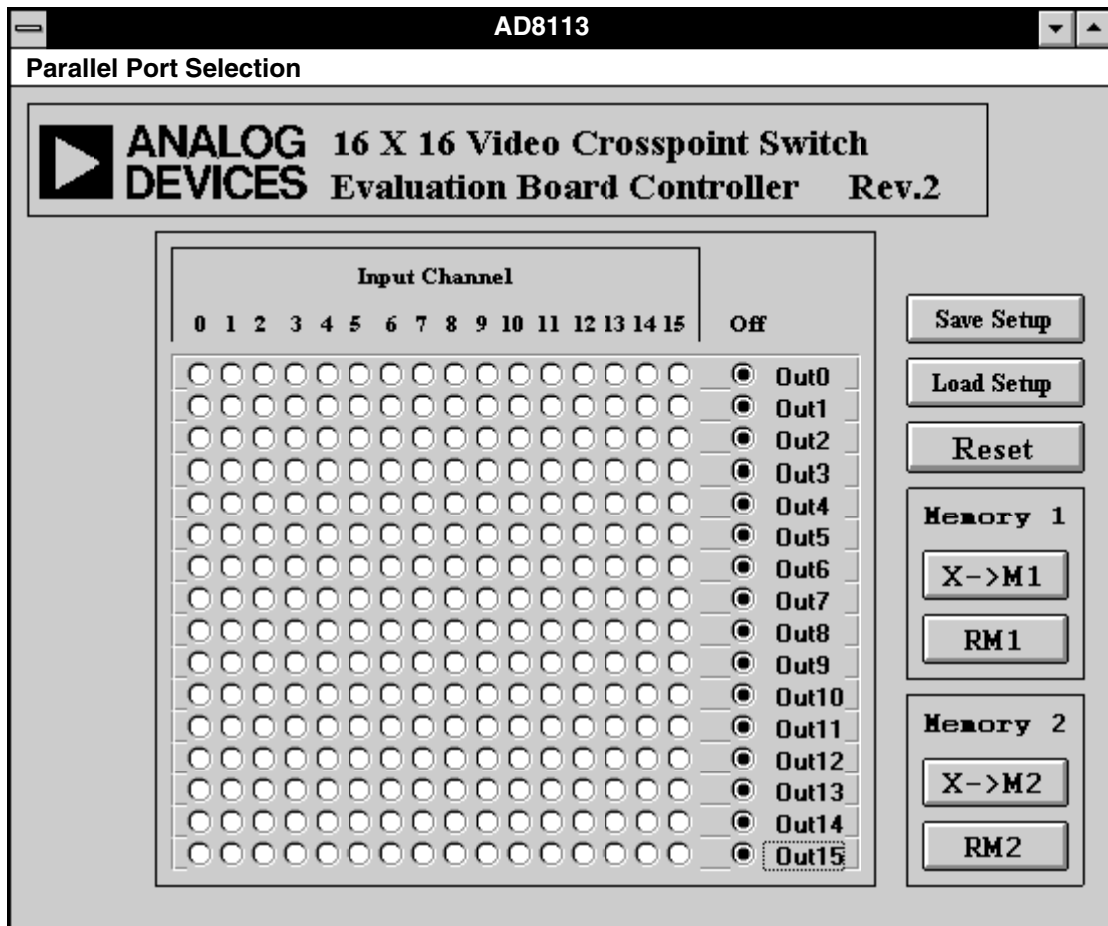 AD8113
Parallel Port Selection
ANALOG DEVICES
16 X 16 Video Crosspoint Switch
Evaluation Board Controller Rev.2
Input Channel
0 1 2 3 4 5 6 7 8 9 10 11 12 13 14 15 Off
Out0
Out1
Out2
Out3
Out4
Out5
Out6
Out7
Out8
Out9
Out10
Out11
Out12
Out13
Out14
Out15
Save Setup
Load Setup
Reset
Memory 1
X->M1
RM1
Memory 2
X->M2
RM2